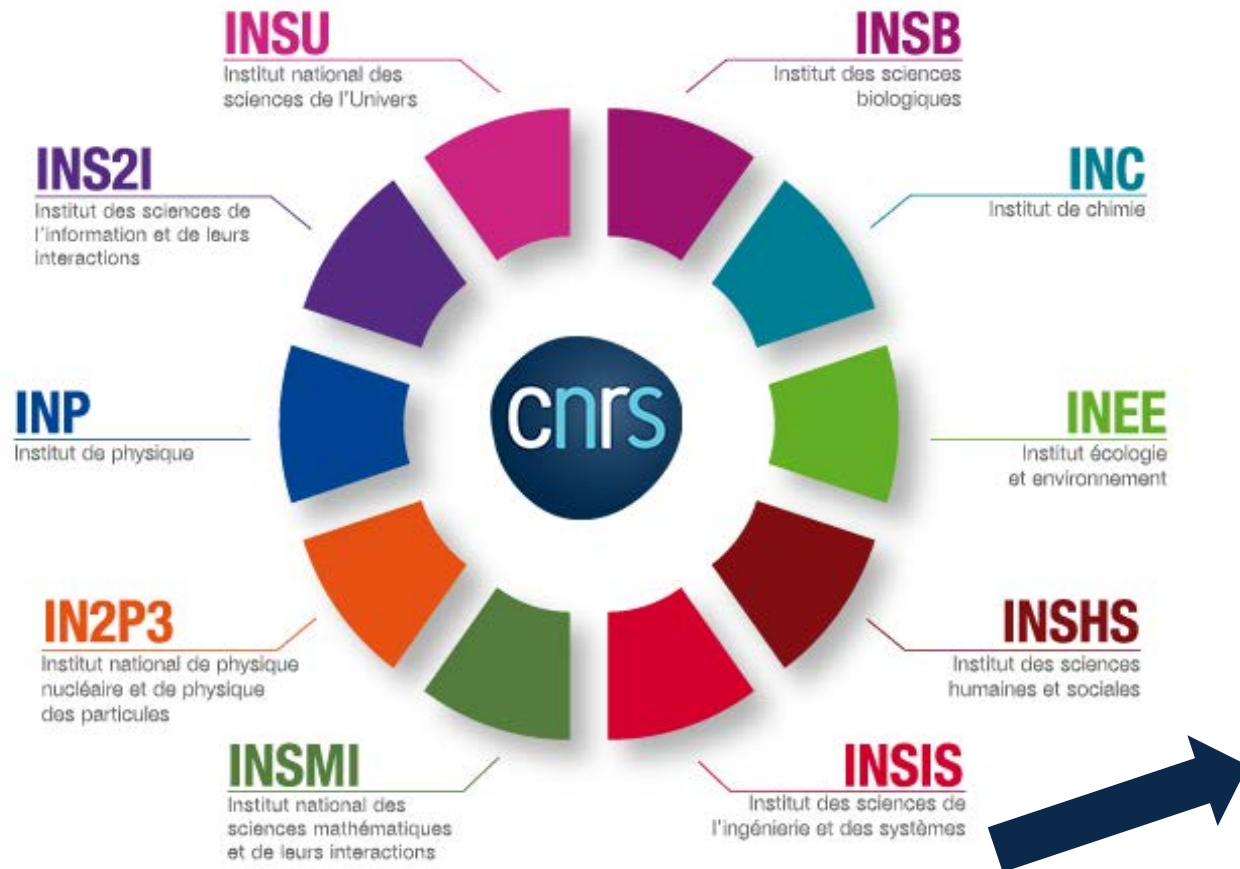 INSU
Institut national des
sciences de l'Univers
INSB
Institut des sciences
biologiques
INS2I
Institut des sciences de
l'information et de leurs
interactions
INC
Institut de chimie
cnrs
INP
Institut de physique
INEE
Institut écologie
et environnement
IN2P3
Institut national de physique
nucléaire et de physique
des particules
INSHS
Institut des sciences
humaines et sociales
INSMI
Institut national des
sciences mathématiques
et de leurs interactions
INSIS
Institut des sciences de
l'ingénierie et des systèmes